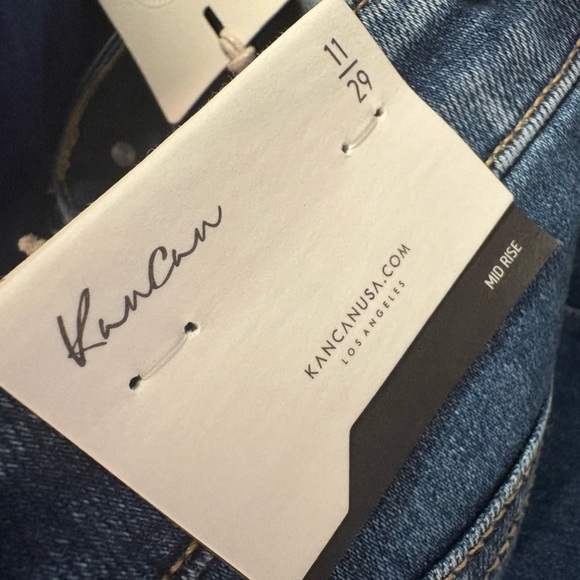 11
29
KanCan
KANCANUSA.COM
LOS ANGELES
MID RISE